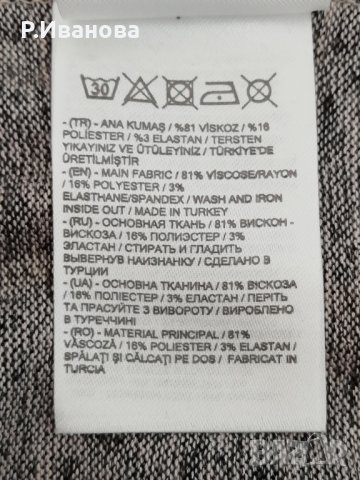 Р.Иванова
30
- (TR) - ANA KUMAŞ / %81 VİSKOZ / %16
POLİESTER / %3 ELASTAN / TERSTEN
YIKAYINIZ VE ÜTÜLEYİNİZ / TÜRKİYE'DE
ÜRETİLMİŞTİR
- (EN) - MAIN FABRIC / 81% VISCOSE/RAYON
/ 16% POLYESTER / 3%
ELASTHANE/SPANDEX / WASH AND IRON
INSIDE OUT / MADE IN TURKEY
- (RU) - ОСНОВНАЯ ТКАНЬ / 81% ВИСКОН -
ВИСКОЗА / 16% ПОЛИЭСТЕР / 3%
ЭЛАСТАН / СТИРАТЬ И ГЛАДИТЬ
ВЫВЕРНУВ НАИЗНАНКУ / СДЕЛАНО В
ТУРЦИИ
- (UA) - ОСНОВНА ТКАНИНА / 81% ВІСКОЗА
/ 16% ПОЛІЕСТЕР / 3% ЕЛАСТАН / ПЕРІТЬ
ТА ПРАСУЙТЕ З ВИВОРОТУ / ВИРОБЛЕНО
В ТУРЕЧЧИНІ
- (RO) - MATERIAL PRINCIPAL / 81%
VÂSCOZĂ / 16% POLIESTER / 3% ELASTAN /
SPĂLAŢI ŞI CĂLCAŢI PE DOS / FABRICAT IN
TURCIA